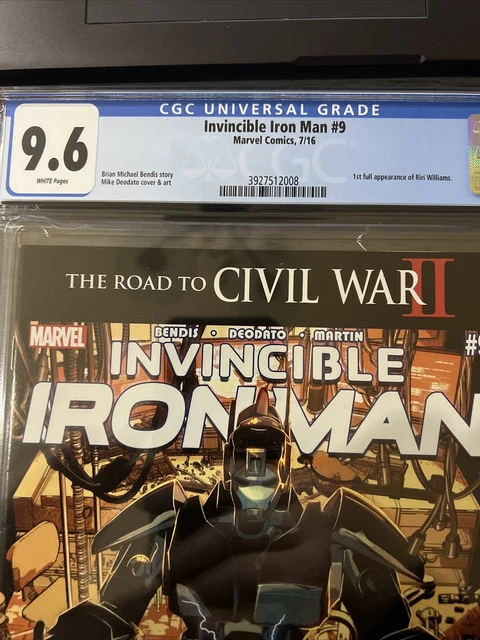 CGC UNIVERSAL GRADE
9.6
WHITE Pages
Invincible Iron Man #9
Marvel Comics, 7/16
CGC
Brian Michael Bendis story
Mike Deodato cover & art
3927512008
1st full appearance of Riri Williams.
THE ROAD TO CIVIL WAR II
MARVEL
BENDIS • DEODATO • MARTIN
#9
INVINCIBLE
IRON MAN